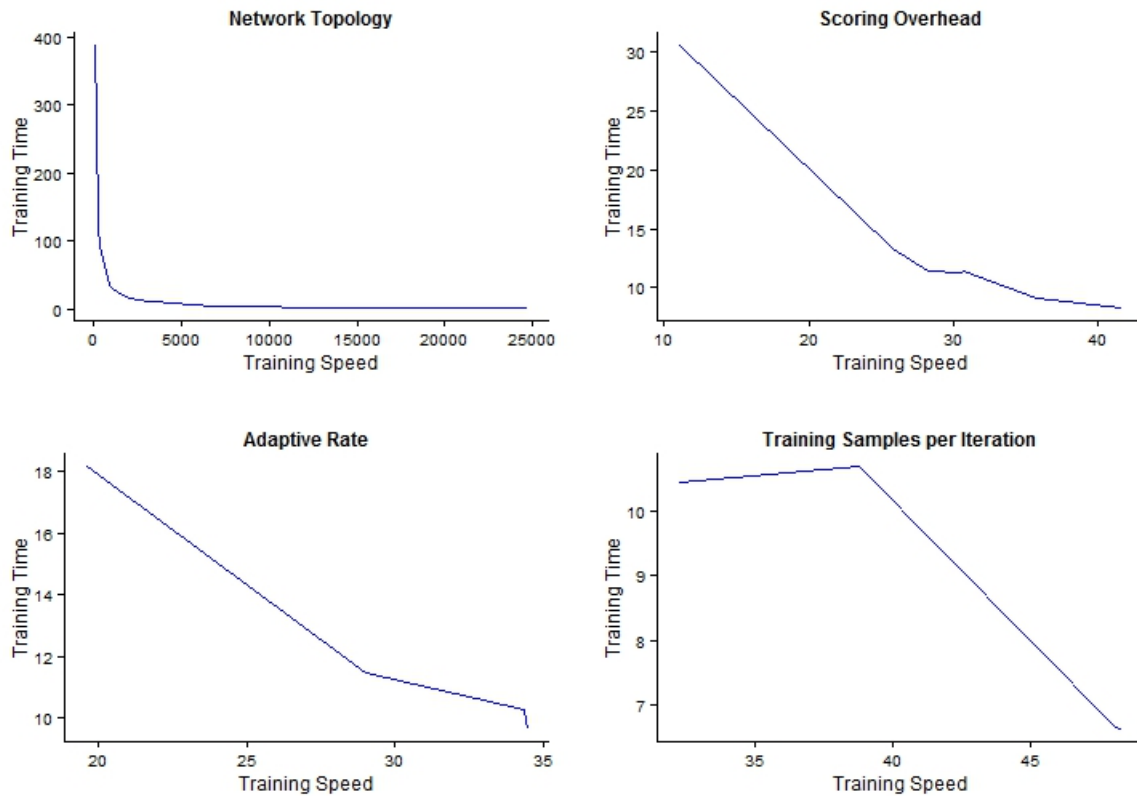 Network Topology
400
300
200
100
0
Training Time
0 5000 10000 15000 20000 25000
Training Speed
Scoring Overhead
30
25
20
15
10
Training Time
10 20 30 40
Training Speed
Adaptive Rate
18
16
14
12
10
Training Time
20 25 30 35
Training Speed
Training Samples per Iteration
10
9
8
7
Training Time
35 40 45
Training Speed